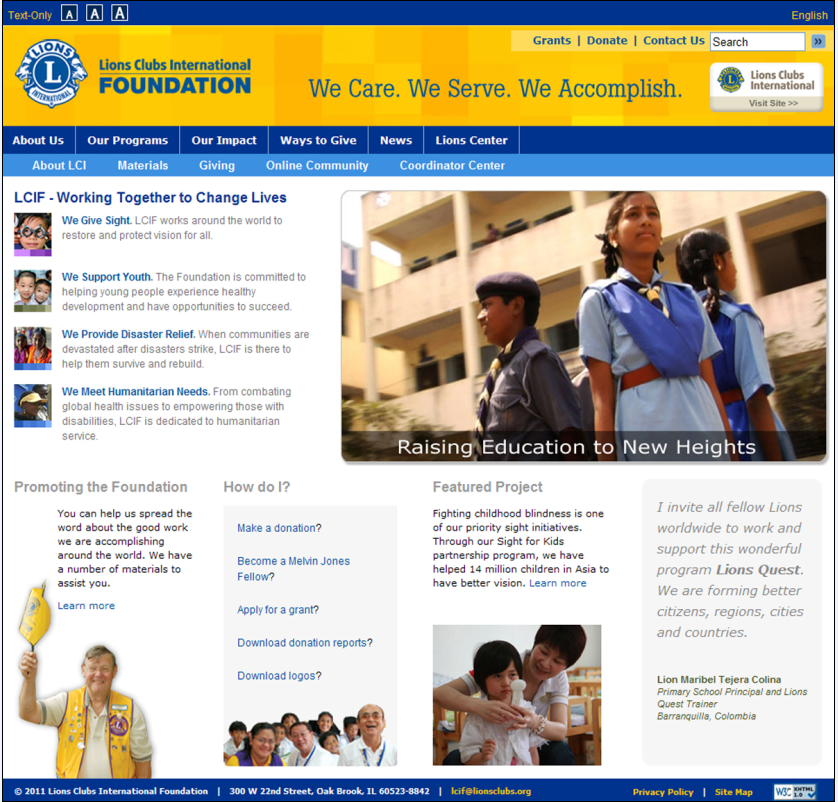 Text-Only A A A English
Grants | Donate | Contact Us Search »
LIONS
L
INTERNATIONAL
Lions Clubs International
FOUNDATION
We Care. We Serve. We Accomplish.
Lions Clubs
International
Visit Site >>
About Us Our Programs Our Impact Ways to Give News Lions Center
About LCI Materials Giving Online Community Coordinator Center
LCIF - Working Together to Change Lives
We Give Sight. LCIF works around the world to
restore and protect vision for all.
We Support Youth. The Foundation is committed to
helping young people experience healthy
development and have opportunities to succeed.
We Provide Disaster Relief. When communities are
devastated after disasters strike, LCIF is there to
help them survive and rebuild.
We Meet Humanitarian Needs. From combating
global health issues to empowering those with
disabilities, LCIF is dedicated to humanitarian
service.
Raising Education to New Heights
Promoting the Foundation
You can help us spread the
word about the good work
we are accomplishing
around the world. We have
a number of materials to
assist you.
Learn more
How do I?
Make a donation?
Become a Melvin Jones
Fellow?
Apply for a grant?
Download donation reports?
Download logos?
Featured Project
Fighting childhood blindness is one
of our priority sight initiatives.
Through our Sight for Kids
partnership program, we have
helped 14 million children in Asia to
have better vision. Learn more
I invite all fellow Lions
worldwide to work and
support this wonderful
program Lions Quest.
We are forming better
citizens, regions, cities
and countries.
Lion Maribel Tejera Colina
Primary School Principal and Lions
Quest Trainer
Barranquilla, Colombia
© 2011 Lions Clubs International Foundation | 300 W 22nd Street, Oak Brook, IL 60523-8842 | lcif@lionsclubs.org Privacy Policy | Site Map W3C XHTML 1.0